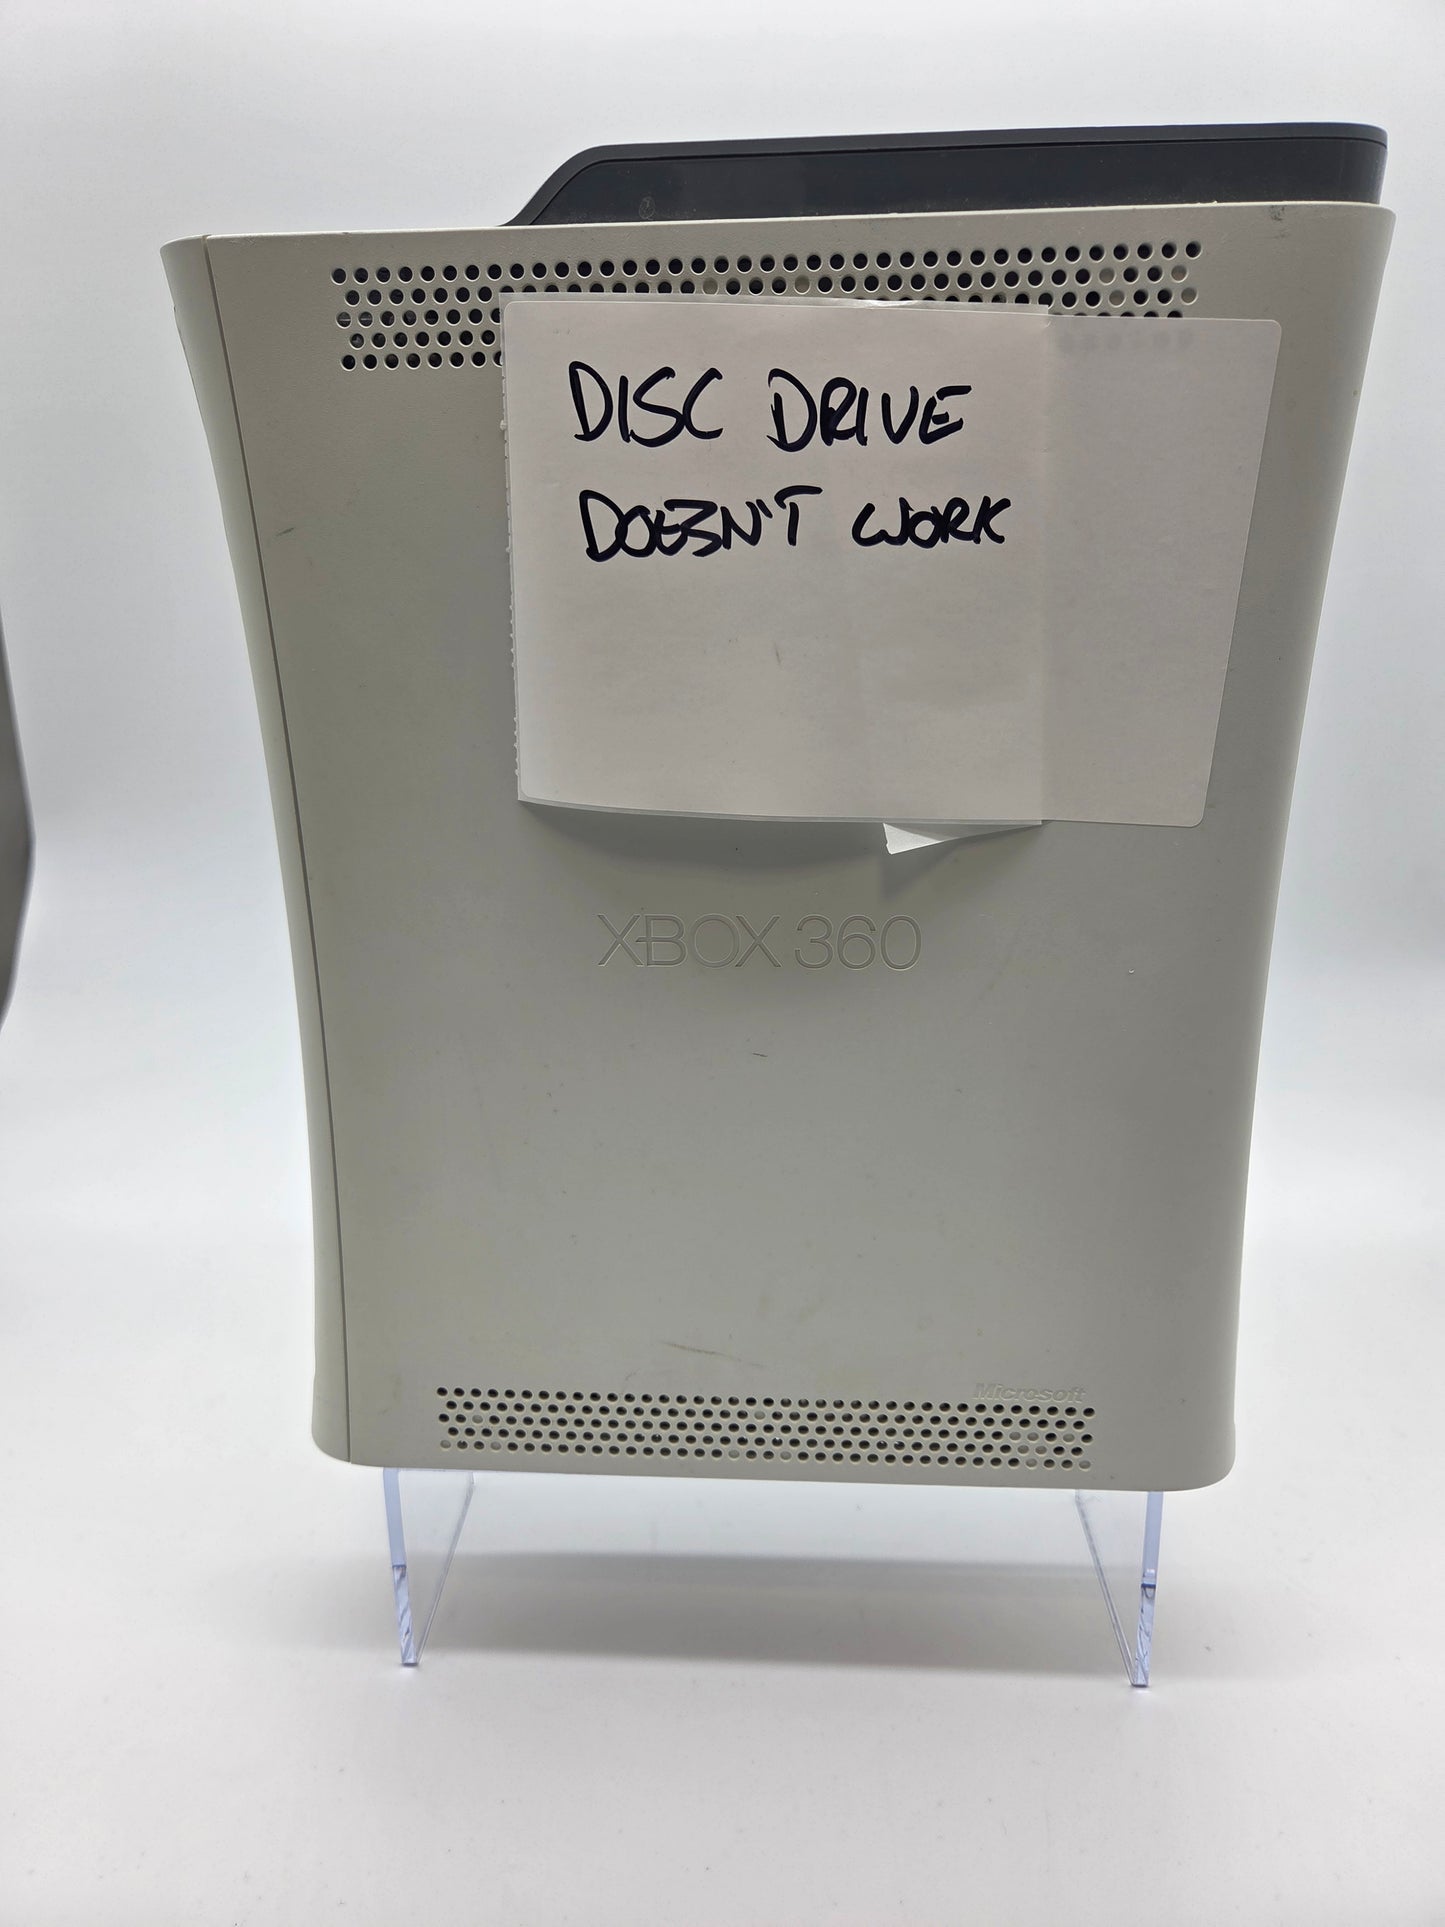 DISC DRIVE
DOESN'T WORK
XBOX 360
Microsoft